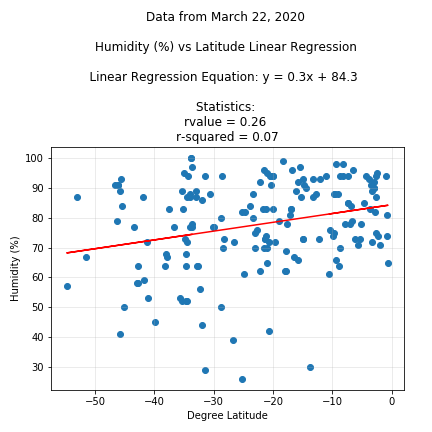 Data from March 22, 2020
Humidity (%) vs Latitude Linear Regression
Linear Regression Equation: y = 0.3x + 84.3
Statistics:
rvalue = 0.26
r-squared = 0.07
100
90
80
70
60
50
40
30
Humidity (%)
−50
−40
−30
−20
−10
0
Degree Latitude